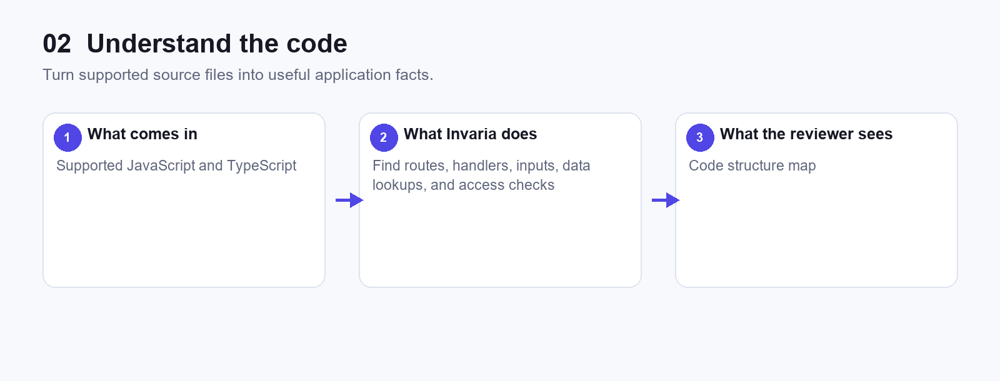 02 Understand the code
Turn supported source files into useful application facts.
1 What comes in
Supported JavaScript and TypeScript
2 What Invaria does
Find routes, handlers, inputs, data
lookups, and access checks
3 What the reviewer sees
Code structure map